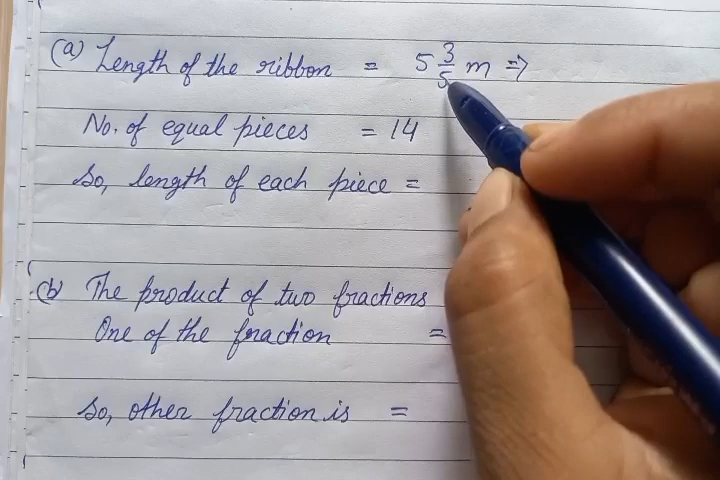 (a) Length of the ribbon = 5 3/5 m ⇒
No. of equal pieces = 14
So, length of each piece =
(b) The product of two fractions
One of the fraction =
So, other fraction is =